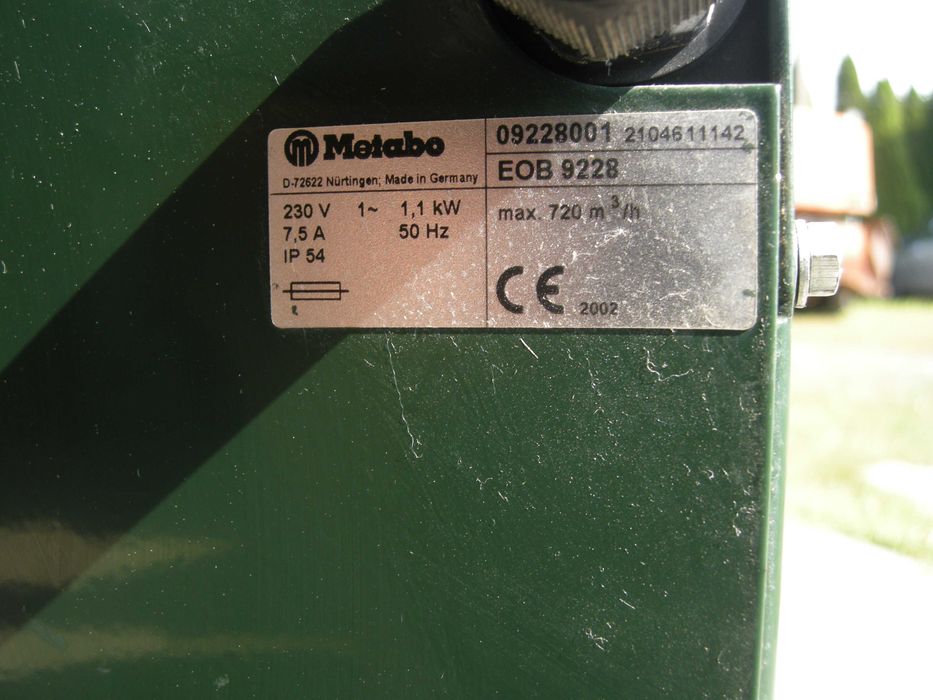 Metabo
D-72622 Nürtingen; Made in Germany
230 V 1~ 1,1 kW
7,5 A 50 Hz
IP 54
09228001 2104611142
EOB 9228
max. 720 m³/h
CE 2002